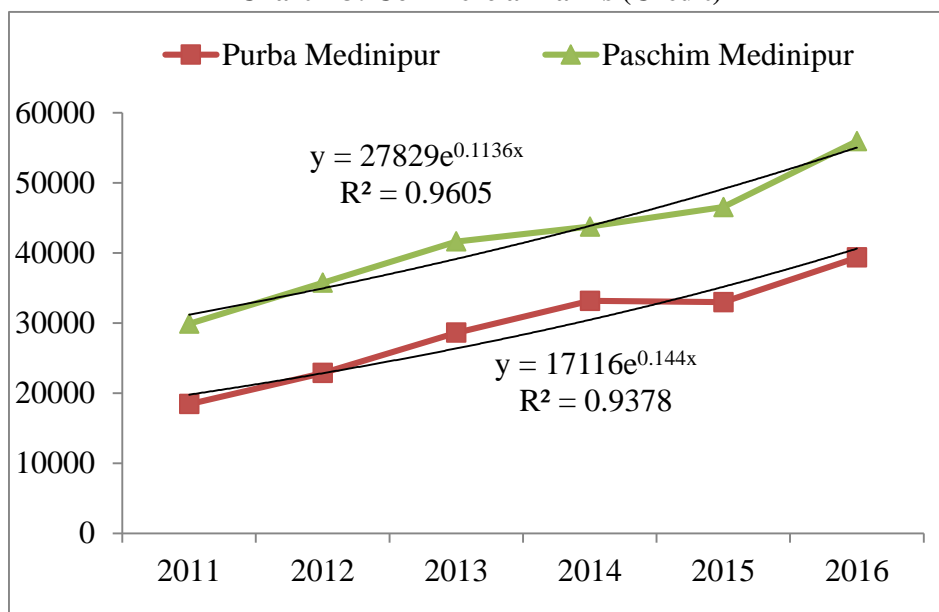 Purba Medinipur
Paschim Medinipur
60000
50000
40000
30000
20000
10000
0
y = 27829e^0.1136x
R² = 0.9605
y = 17116e^0.144x
R² = 0.9378
2011 2012 2013 2014 2015 2016